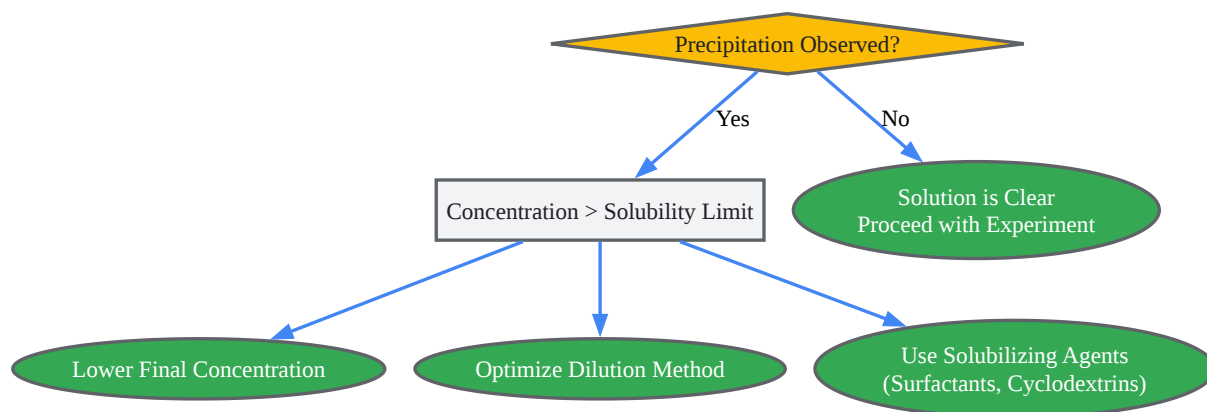 Precipitation Observed?
Yes
No
Concentration > Solubility Limit
Solution is Clear
Proceed with Experiment
Lower Final Concentration
Optimize Dilution Method
Use Solubilizing Agents
(Surfactants, Cyclodextrins)